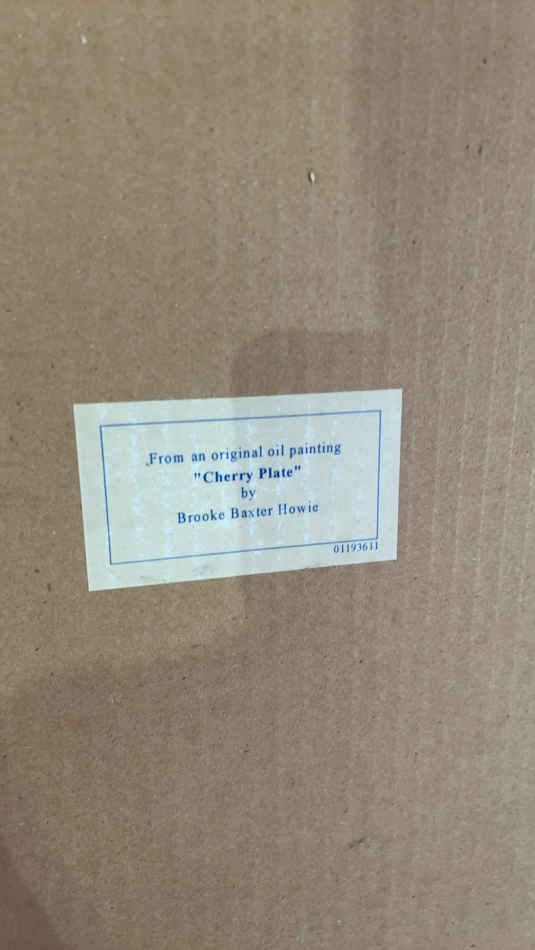 From an original oil painting
"Cherry Plate"
by
Brooke Baxter Howie
01193611